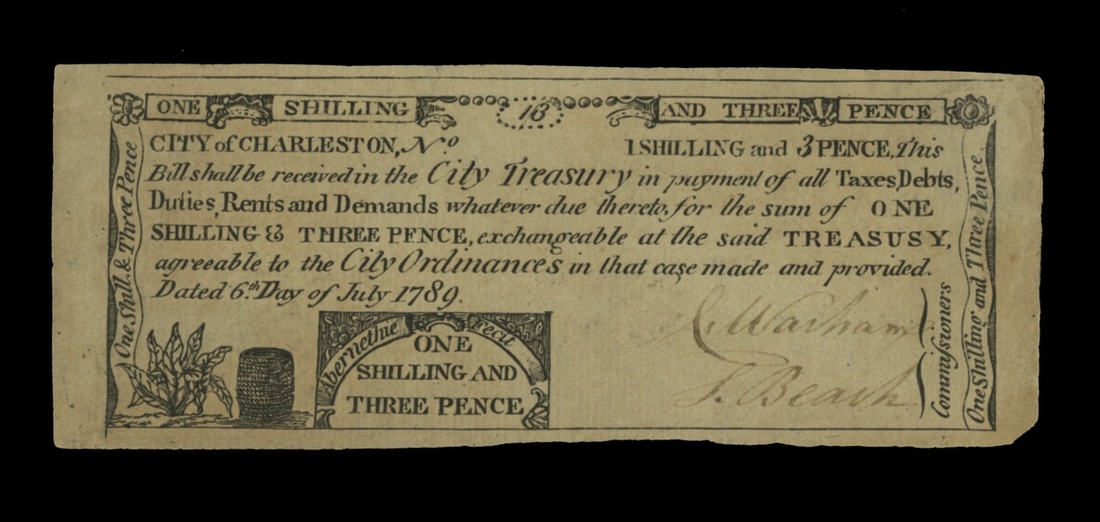 ONE SHILLING 18 AND THREE PENCE
CITY of CHARLESTON, No 1 SHILLING and 3 PENCE, This
Bill shall be received in the City Treasury in payment of all Taxes, Debts,
Duties, Rents and Demands whatever due thereto, for the sum of ONE
SHILLING & THREE PENCE, exchangeable at the said TREASUSY,
agreeable to the City Ordinances in that case made and provided.
Dated 6.th Day of July 1789.
One Shill. & Three Pence
Abernethie Fecit
ONE
SHILLING AND
THREE PENCE
Warham
T. Beach
Commissioners
One Shilling and Three Pence